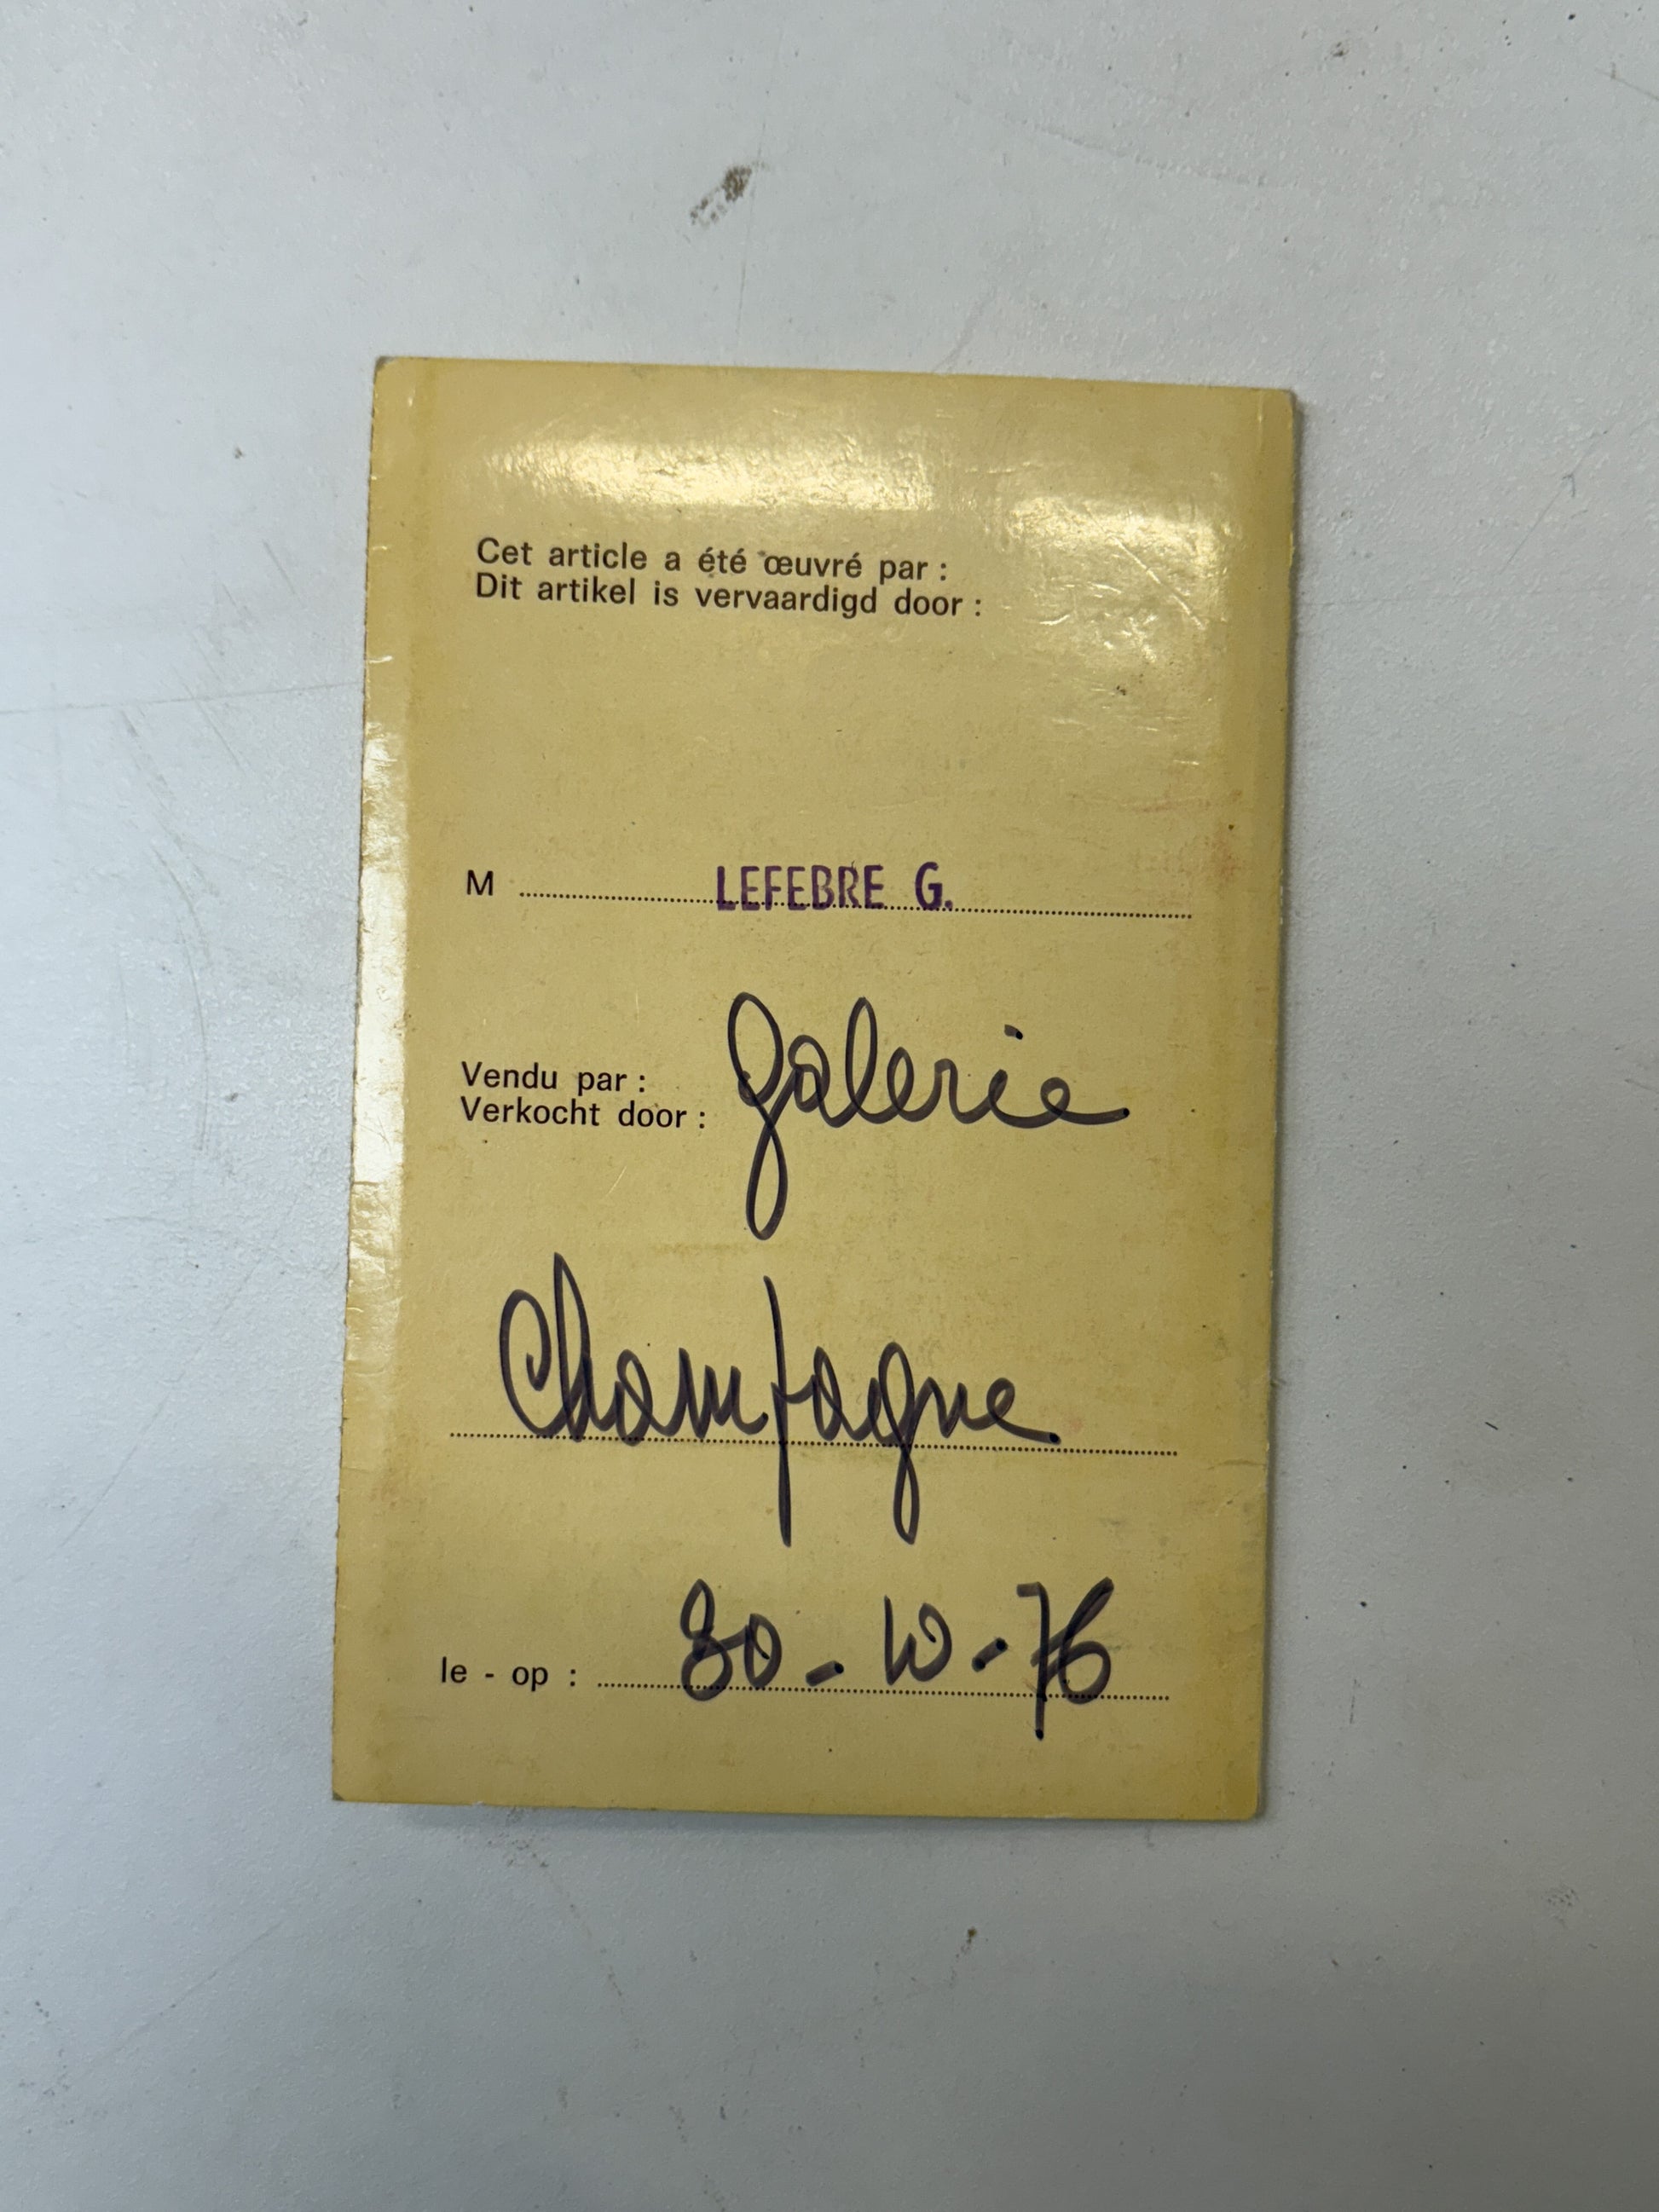 Cet article a été œuvré par :
Dit artikel is vervaardigd door :
M LEFEBRE G.
Vendu par : Galerie
Verkocht door :
Champagne
le - op : 30-10-76